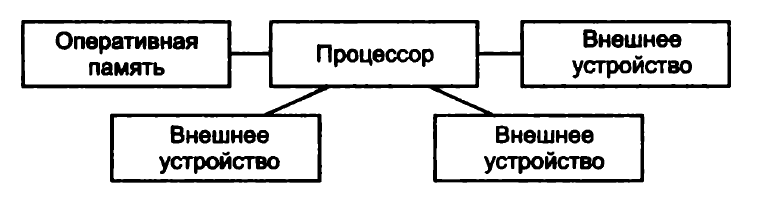 Оперативная
память
Процессор
Внешнее
устройство
Внешнее
устройство
Внешнее
устройство